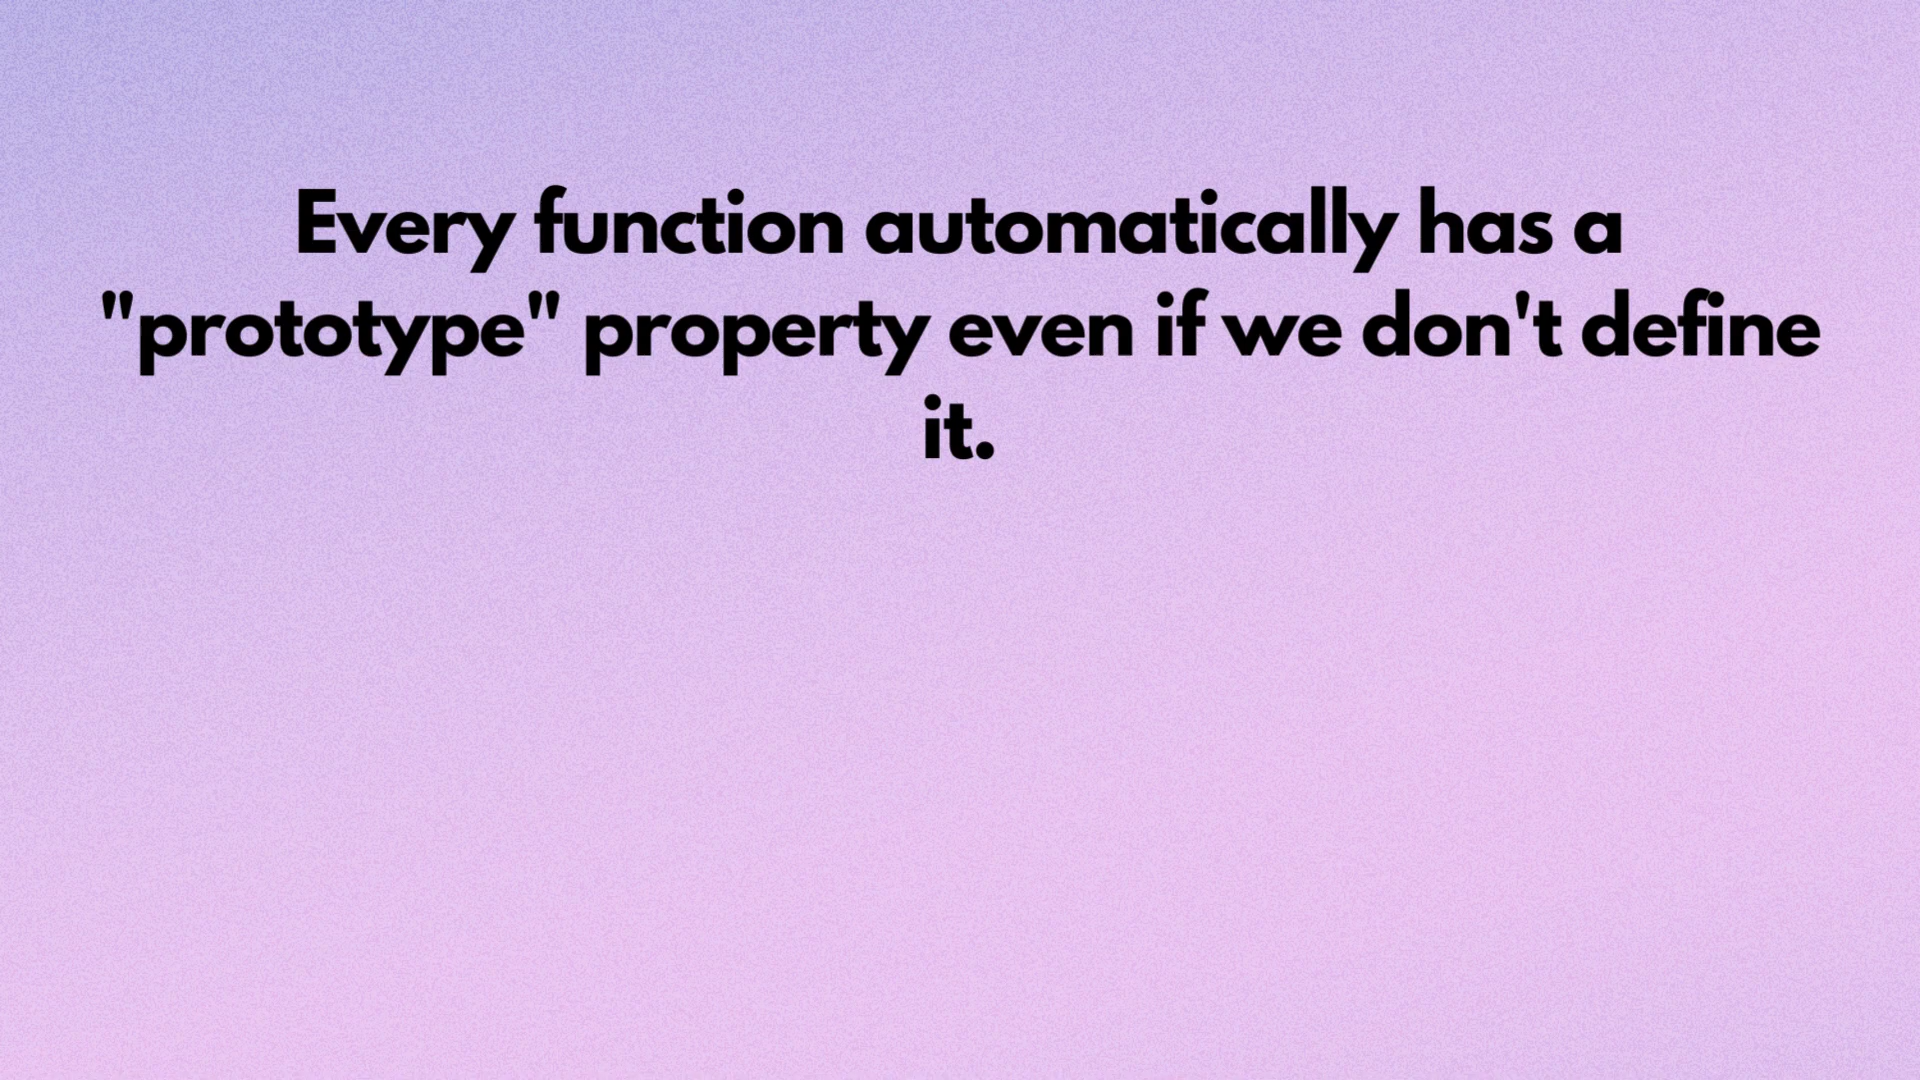 Every function automatically has a
"prototype" property even if we don't define
it.